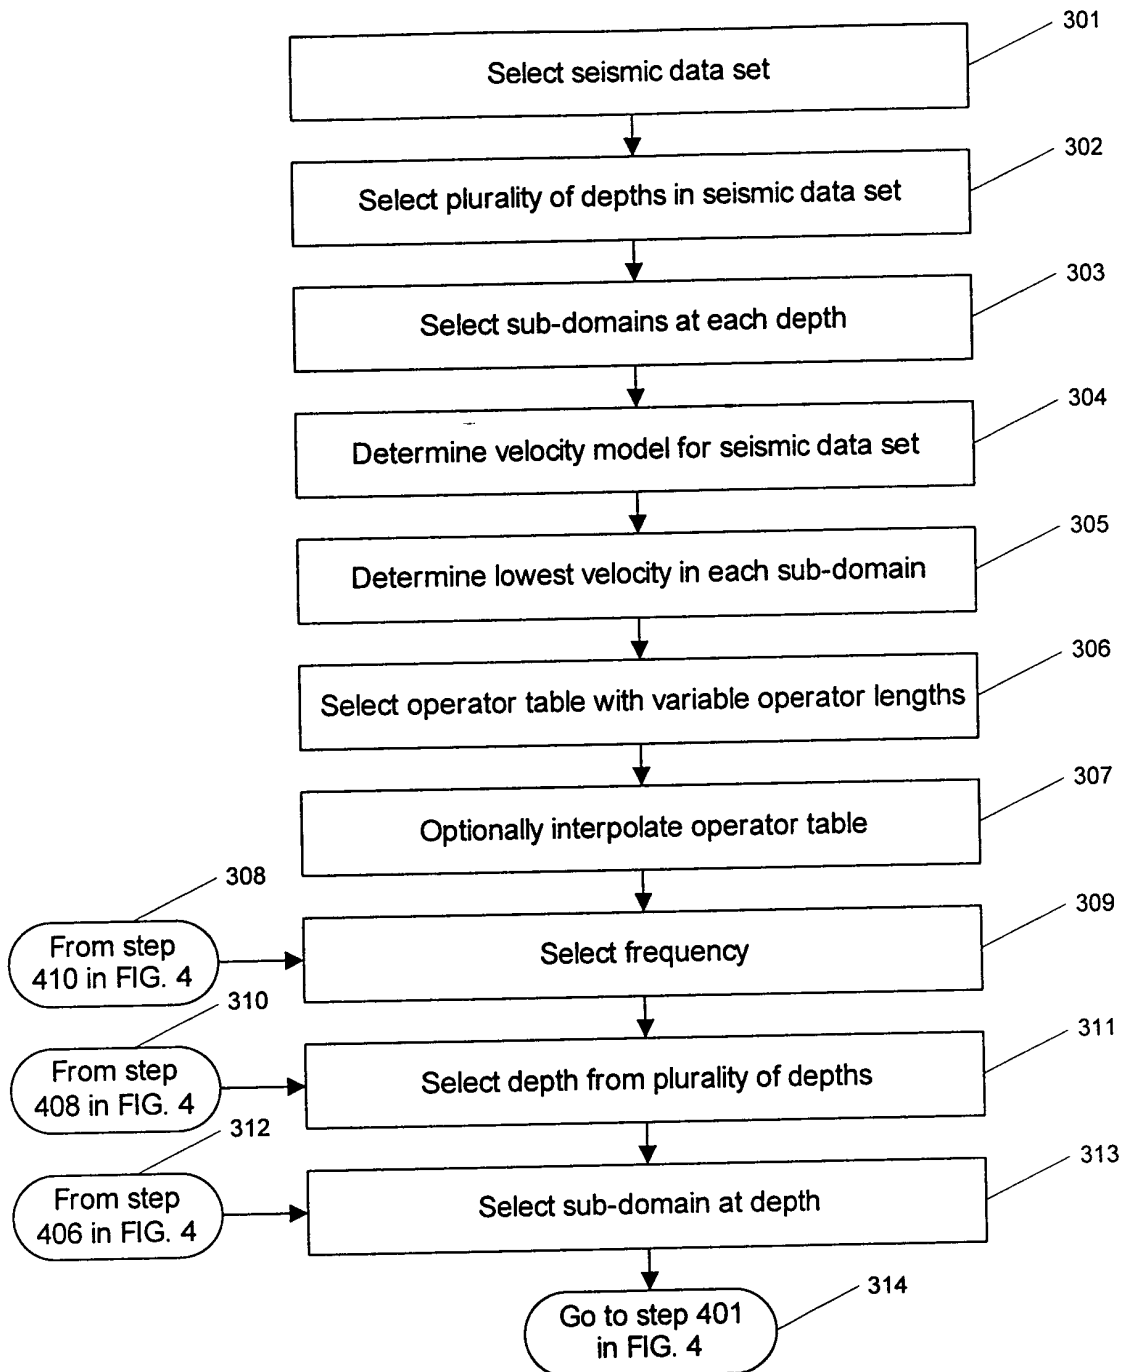 301
Select seismic data set
302
Select plurality of depths in seismic data set
303
Select sub-domains at each depth
304
Determine velocity model for seismic data set
305
Determine lowest velocity in each sub-domain
306
Select operator table with variable operator lengths
307
Optionally interpolate operator table
308
From step
410 in FIG. 4
309
Select frequency
310
From step
408 in FIG. 4
311
Select depth from plurality of depths
312
From step
406 in FIG. 4
313
Select sub-domain at depth
314
Go to step 401
in FIG. 4